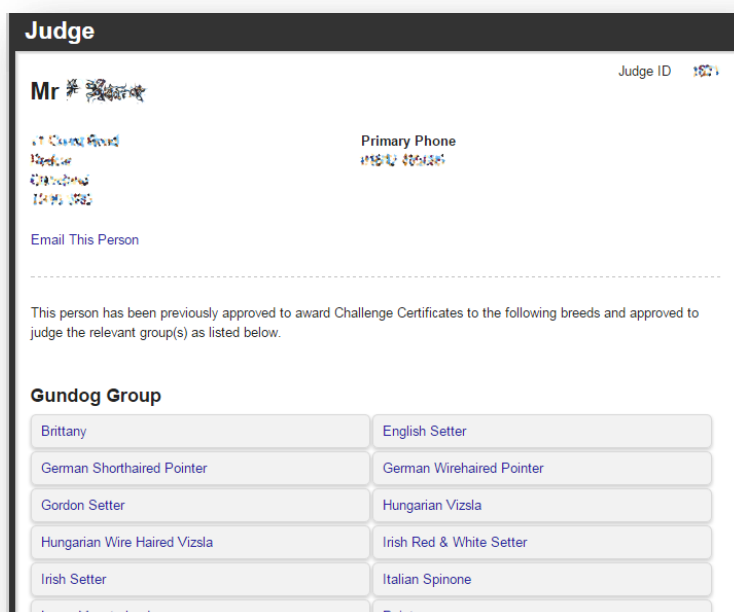 Judge
Judge ID
Mr
Primary Phone
Email This Person
This person has been previously approved to award Challenge Certificates to the following breeds and approved to
judge the relevant group(s) as listed below.
Gundog Group
Brittany
English Setter
German Shorthaired Pointer
German Wirehaired Pointer
Gordon Setter
Hungarian Vizsla
Hungarian Wire Haired Vizsla
Irish Red & White Setter
Irish Setter
Italian Spinone